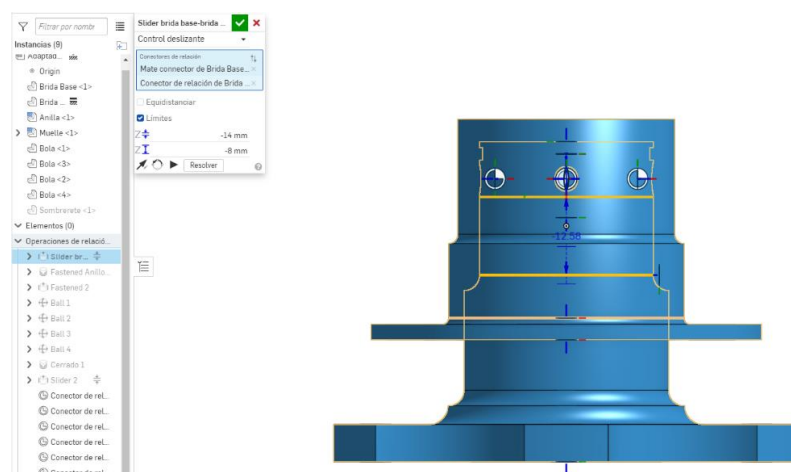 Filtrar por nombr
Instancias (9)
Adaptad...
Origin
Brida Base <1>
Brida ...
Anilla <1>
Muelle <1>
Bola <1>
Bola <3>
Bola <2>
Bola <4>
Sombrerete <1>
Elementos (0)
Operaciones de relació...
Slider br...
Fastened Anillo...
Fastened 2
Ball 1
Ball 2
Ball 3
Ball 4
Cerrado 1
Slider 2
Conector de rel...
Conector de rel...
Conector de rel...
Conector de rel...
Conector de rel...
Conector de rel...
Slider brida base-brida ...
Control deslizante
Conectores de relación
Mate connector de Brida Base...
Conector de relación de Brida ...
Equidistanciar
Límites
Z -14 mm
Z -8 mm
Resolver
-12.58